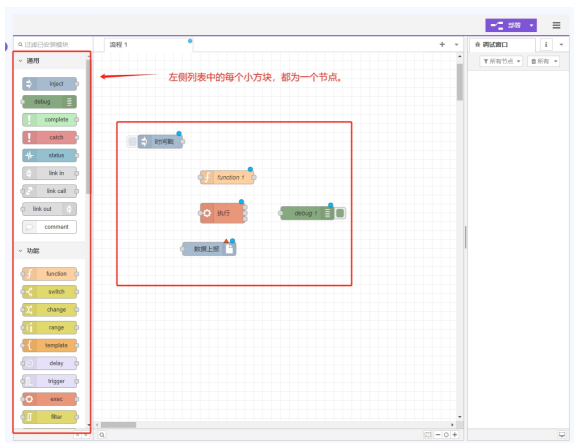 部署
过滤已安装模块
流程 1
调试窗口
i
所有节点
所有
通用
左侧列表中的每个小方块，都为一个节点。
inject
debug
complete
catch
status
link in
link call
link out
comment
时间戳
function 1
执行
debug 1
数据上报
功能
function
switch
change
range
template
delay
trigger
exec
filter